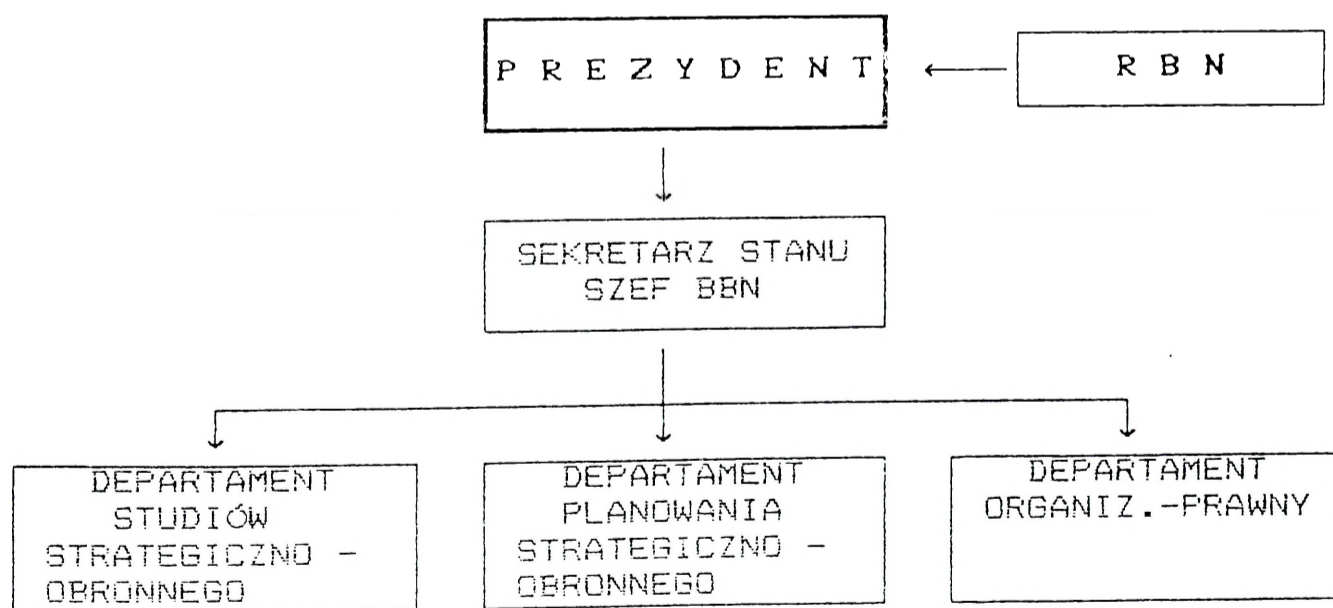 P R E Z Y D E N T
R B N
SEKRETARZ STANU
SZEF BBN
DEPARTAMENT
STUDIÓW
STRATEGICZNO -
OBRONNEGO
DEPARTAMENT
PLANOWANIA
STRATEGICZNO -
OBRONNEGO
DEPARTAMENT
ORGANIZ.-PRAWNY